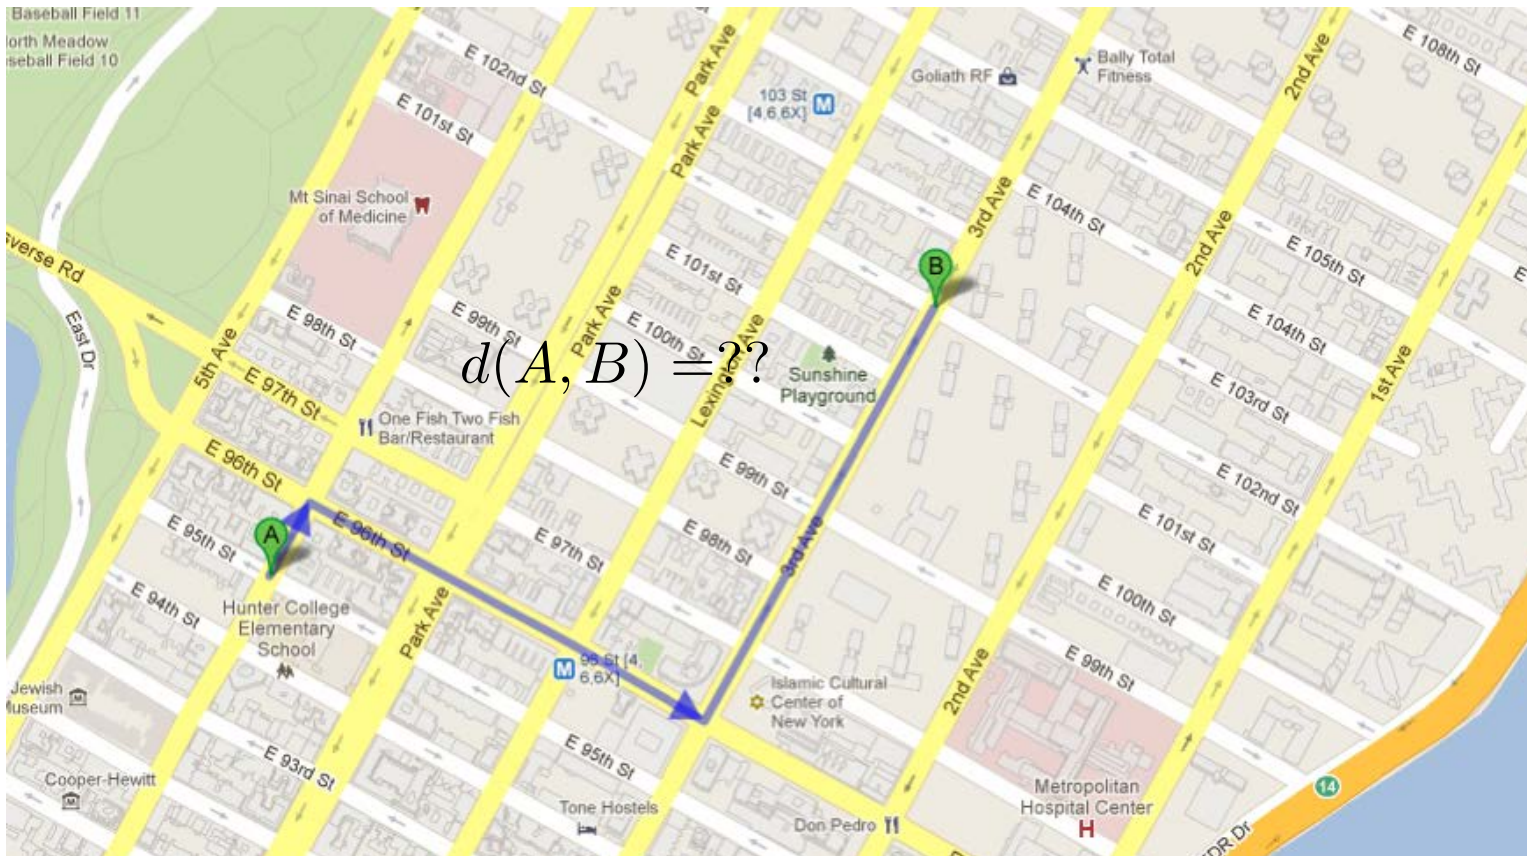 Baseball Field 11
orth Meadow
seball Field 10
E 102nd St
E 101st St
Park Ave
Park Ave
103 St
[4,6,6X]
M
Goliath RF
Bally Total
Fitness
2nd Ave
E 108th St
Mt Sinai School
of Medicine
3rd Ave
E 104th St
2nd Ave
E 105th St
sverse Rd
East Dr
E 98th St
5th Ave
E 99th St
Park Ave
E 101st St
E 100th St
Lexington Ave
B
E 104th St
E 103rd St
1st Ave
d(A, B) =??
Sunshine
Playground
E 97th St
One Fish Two Fish
Bar/Restaurant
E 96th St
E 99th St
E 102nd St
E 101st St
A
E 95th St
E 96th St
E 97th St
E 98th St
3rd Ave
E 94th St
Hunter College
Elementary
School
Park Ave
E 100th St
E 99th St
2nd Ave
M
96 St [4,
6,6X]
Islamic Cultural
Center of
New York
Jewish
Museum
M
E 93rd St
E 95th St
Cooper-Hewitt
M
Tone Hostels
Don Pedro
Metropolitan
Hospital Center
H
14
FDR Dr